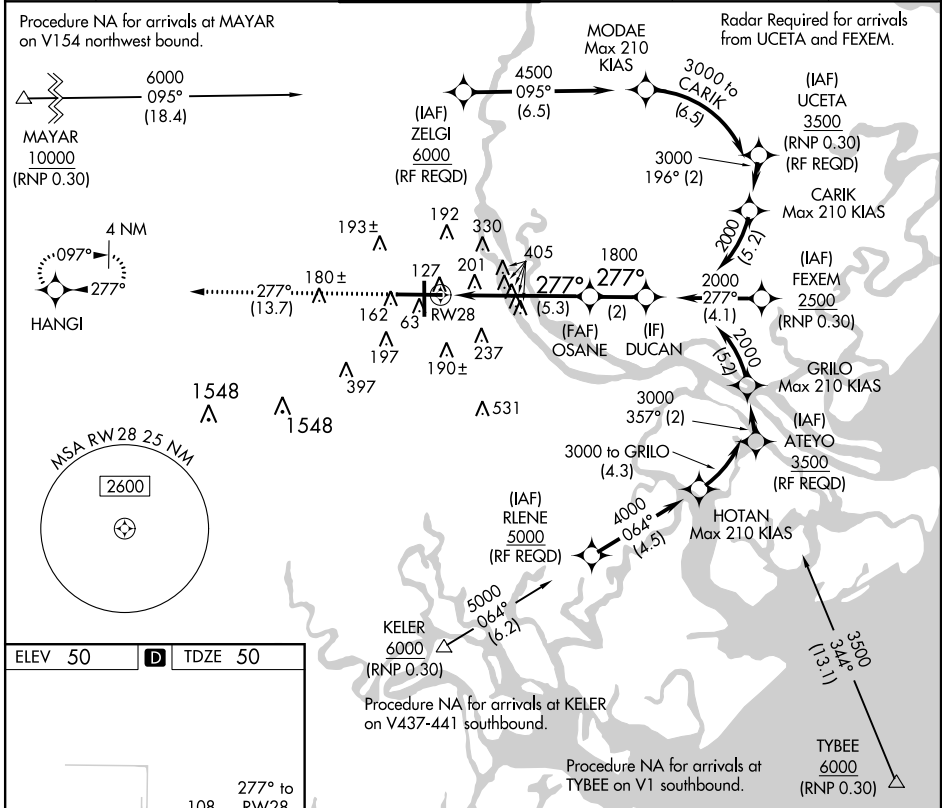 Procedure NA for arrivals at MAYAR
on V154 northwest bound.
Radar Required for arrivals
from UCETA and FEXEM.
6000
095°
(18.4)
MAYAR
10000
(RNP 0.30)
(IAF)
ZELGI
6000
(RF REQD)
4500
095°
(6.5)
MODAE
Max 210
KIAS
3000 to
CARIK
(6.5)
(IAF)
UCETA
3500
(RNP 0.30)
(RF REQD)
3000
196° (2)
CARIK
Max 210 KIAS
2000
(5.2)
4 NM
097°
277°
HANGI
193±
192
330
405
180±
127
201
277°
(13.7)
162
63
RW28
197
190±
237
397
531
1548
1548
277°
(5.3)
1800
277°
(2)
2000
277°
(4.1)
(IAF)
FEXEM
2500
(RNP 0.30)
(FAF)
OSANE
(IF)
DUCAN
2000
(5.2)
GRILO
Max 210 KIAS
3000
357° (2)
(IAF)
ATEYO
3500
(RF REQD)
3000 to GRILO
(4.3)
HOTAN
Max 210 KIAS
MSA RW28 25 NM
2600
(IAF)
RLENE
5000
(RF REQD)
4000
064°
(4.5)
5000
064°
(6.2)
KELER
6000
(RNP 0.30)
Procedure NA for arrivals at KELER
on V437-441 southbound.
3500
344°
(13.1)
Procedure NA for arrivals at
TYBEE on V1 southbound.
TYBEE
6000
(RNP 0.30)
ELEV 50 D TDZE 50
277° to
108 RW28